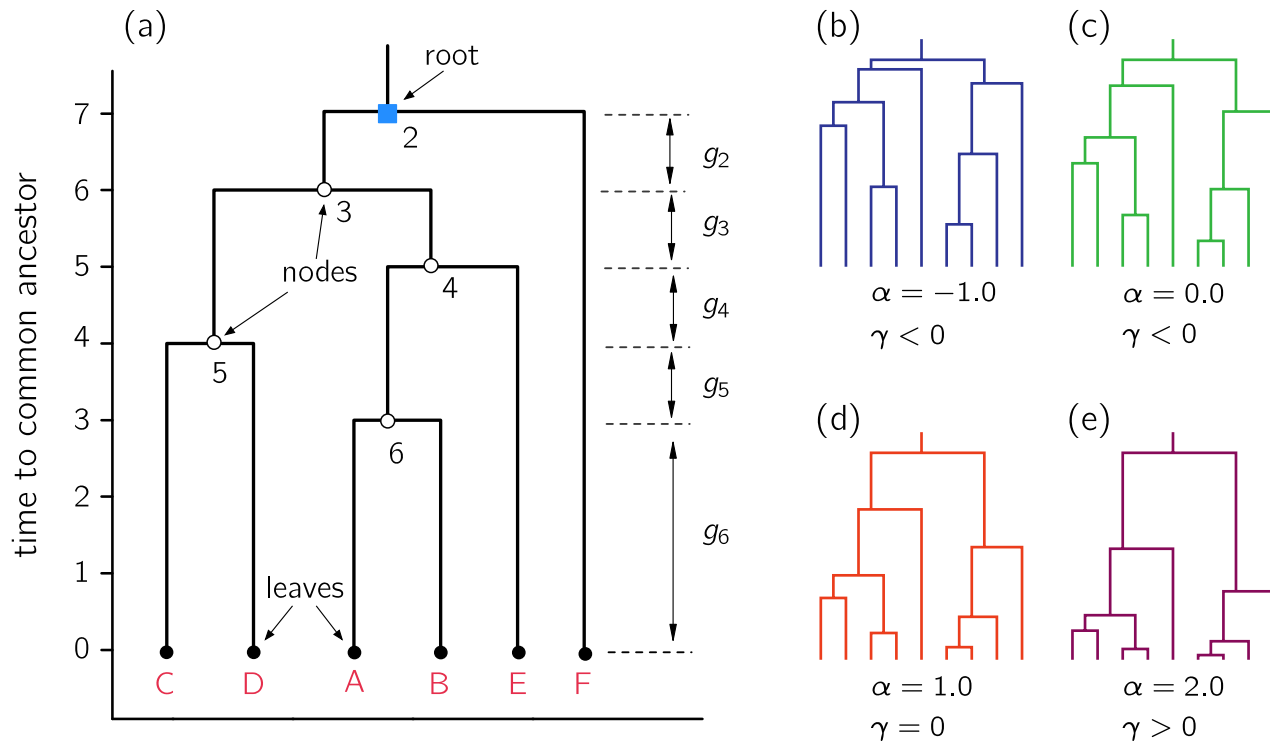 (a)
root
time to common ancestor
7
6
5
4
3
2
1
0
2
3
nodes
4
5
6
leaves
C D A B E F
g2
g3
g4
g5
g6
(b)
α = −1.0
γ < 0
(c)
α = 0.0
γ < 0
(d)
α = 1.0
γ = 0
(e)
α = 2.0
γ > 0